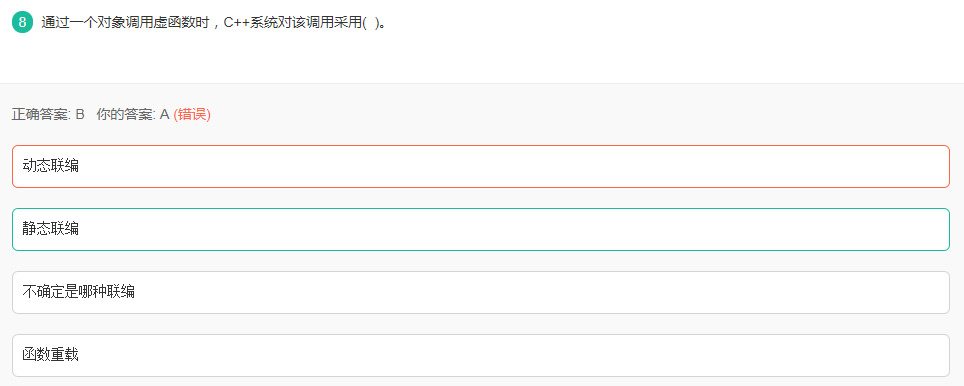 8 通过一个对象调用虚函数时，C++系统对该调用采用( )。
正确答案: B 你的答案: A (错误)
动态联编
静态联编
不确定是哪种联编
函数重载